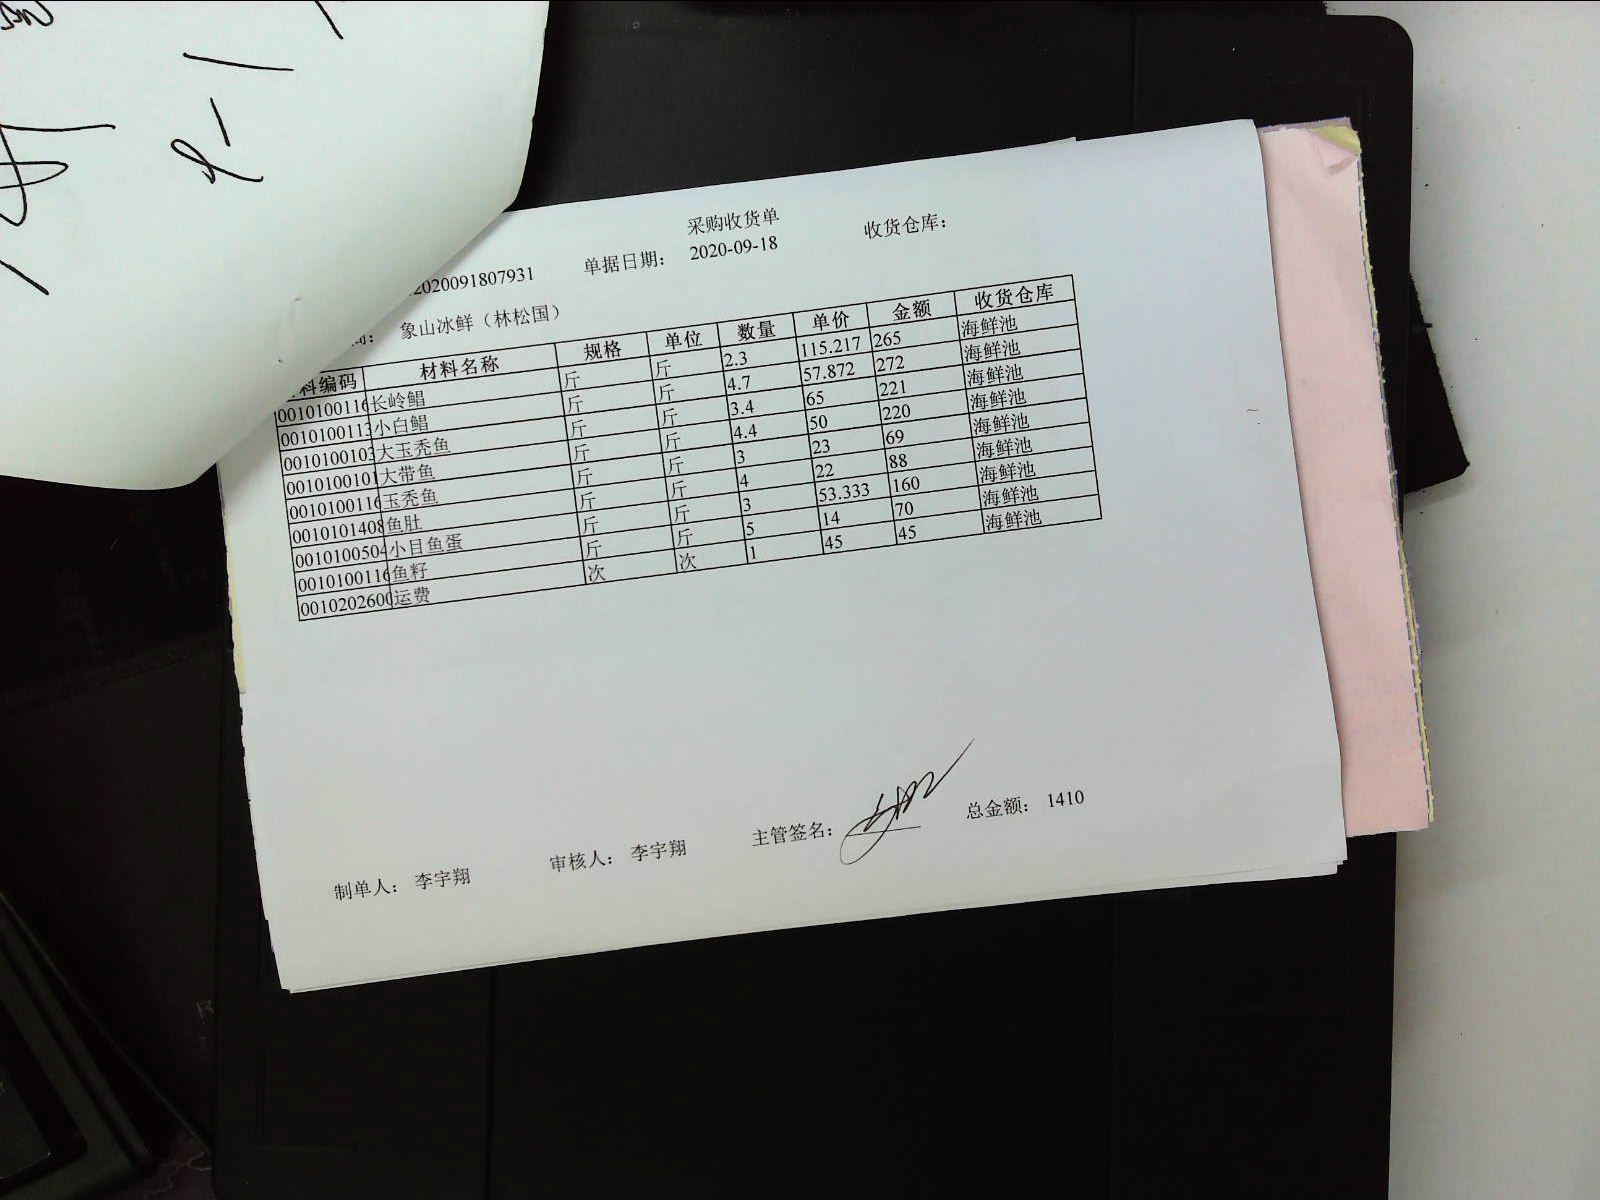 采购收货单
2020091807931 单据日期： 2020-09-18 收货仓库：
象山冰鲜（林松国）
科编码 材料名称 规格 单位 数量 单价 金额 收货仓库
0010100116 长岭鲳 斤 斤 2.3 115.217 265 海鲜池
0010100113 小白鲳 斤 斤 4.7 57.872 272 海鲜池
0010100103 大玉秃鱼 斤 斤 3.4 65 221 海鲜池
0010100101 大带鱼 斤 斤 4.4 50 220 海鲜池
0010100116 玉秃鱼 斤 斤 3 23 69 海鲜池
0010101408 鱼肚 斤 斤 4 22 88 海鲜池
0010100504 小目鱼蛋 斤 斤 3 53.333 160 海鲜池
0010100116 鱼籽 斤 斤 5 14 70 海鲜池
0010202600 运费 次 次 1 45 45 海鲜池
制单人： 李宇翔 审核人： 李宇翔 主管签名： 总金额： 1410